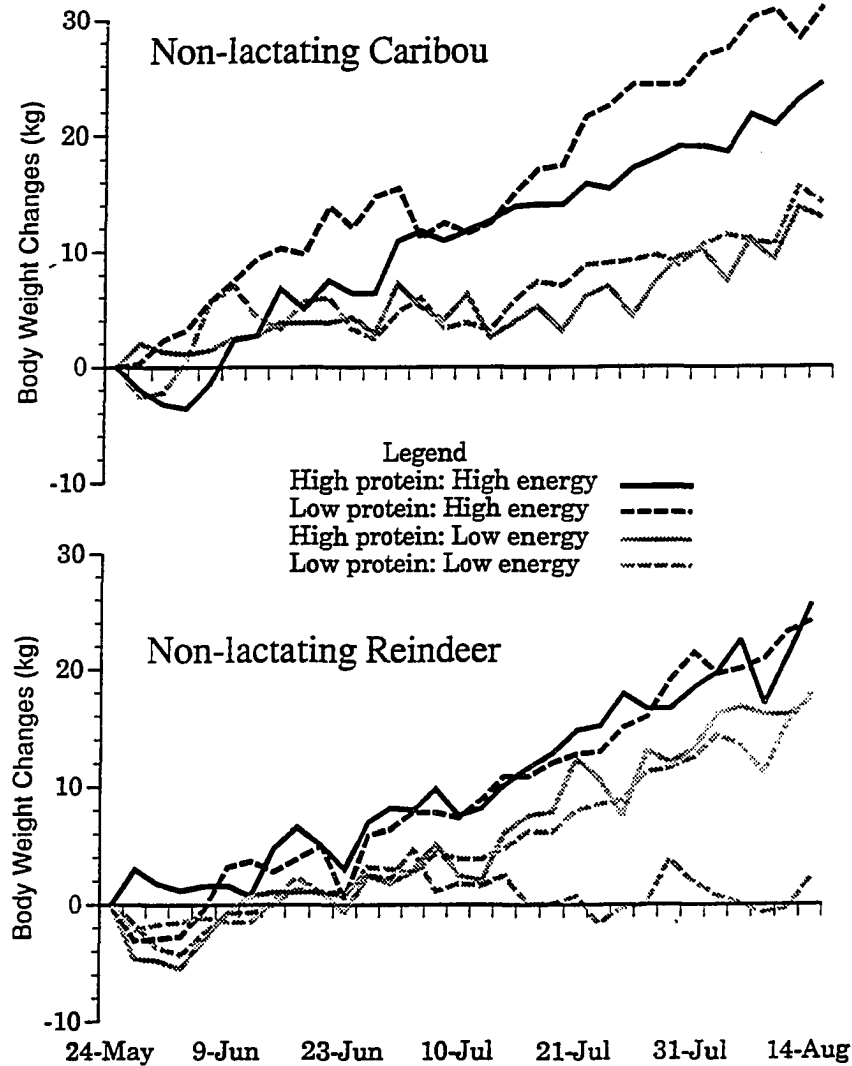 30
20
10
0
-10
Body Weight Changes (kg)
Non-lactating Caribou
Legend
High protein: High energy
Low protein: High energy
High protein: Low energy
Low protein: Low energy
30
20
10
0
-10
Body Weight Changes (kg)
Non-lactating Reindeer
24-May 9-Jun 23-Jun 10-Jul 21-Jul 31-Jul 14-Aug